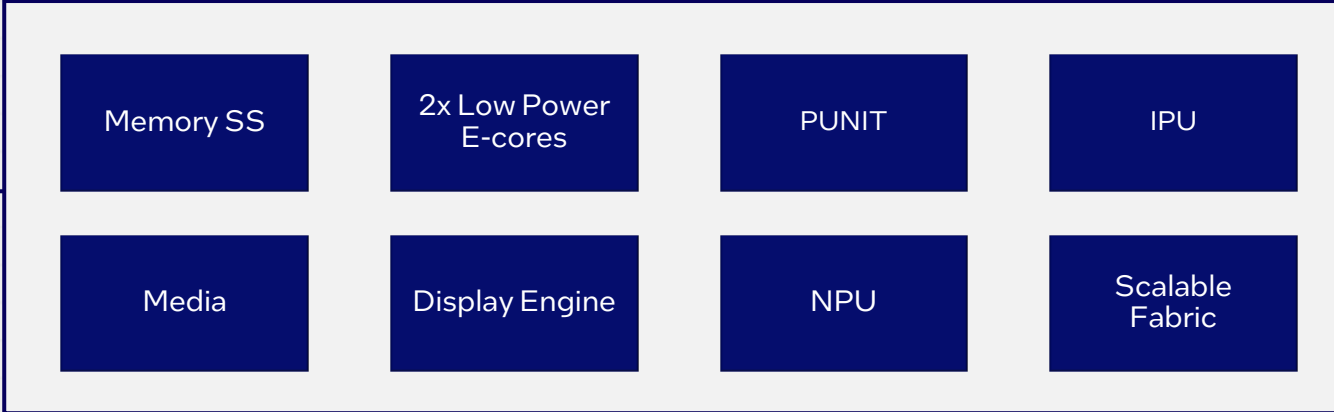 Memory SS
2x Low Power
E-cores
PUNIT
IPU
Media
Display Engine
NPU
Scalable
Fabric